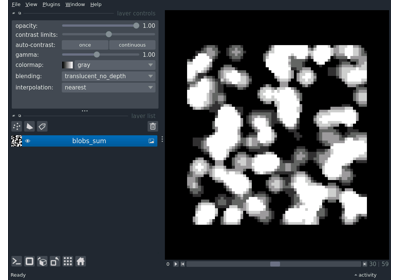 File View Plugins Window Help
layer controls
opacity: 1.00
contrast limits:
auto-contrast: once continuous
gamma: 1.00
colormap: gray
blending: translucent_no_depth
interpolation: nearest
layer list
blobs_sum
30 59
Ready
activity